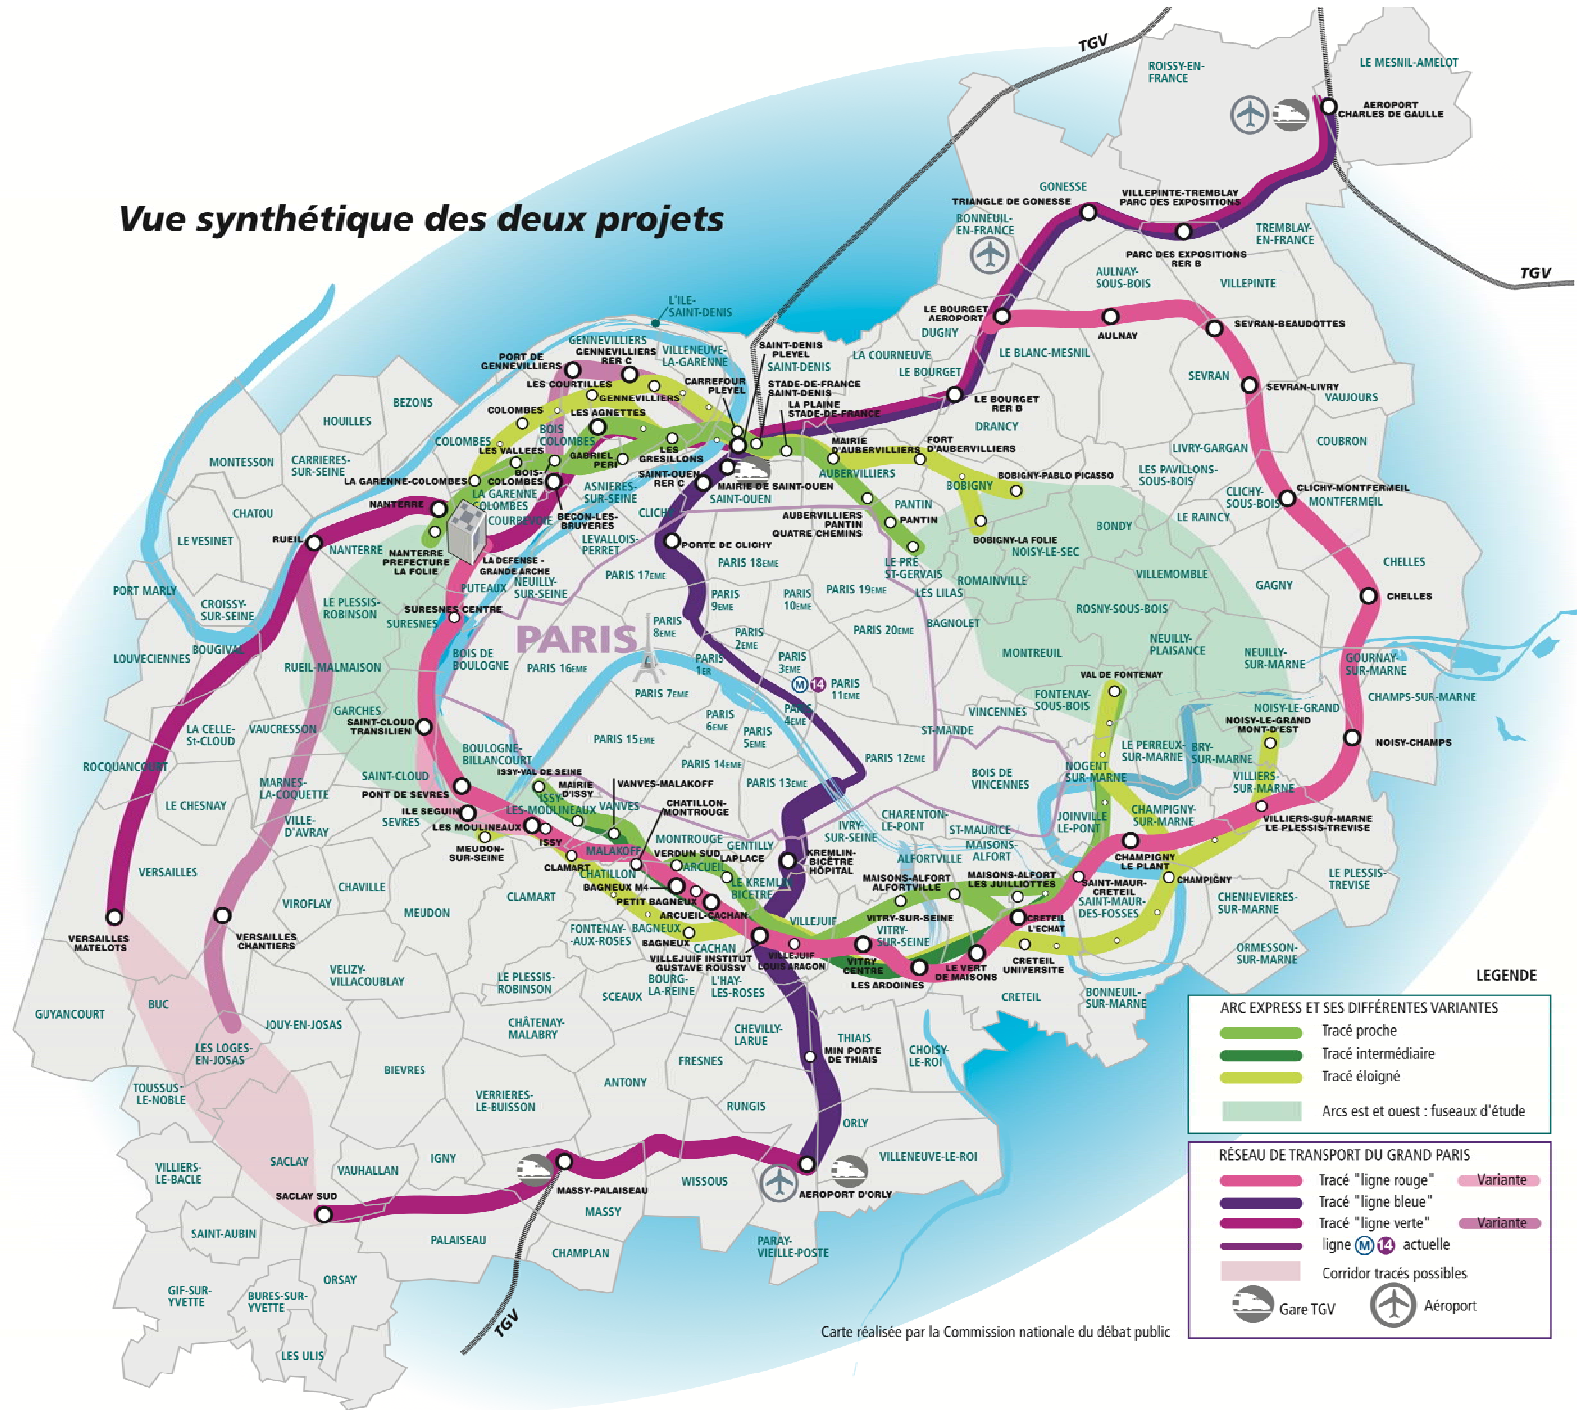 TGV
ROISSY-EN-
FRANCE
LE MESNIL-AMELOT
AEROPORT
CHARLES DE GAULLE
Vue synthétique des deux projets
GONESSE
TRIANGLE DE GONESSE
VILLEPINTE-TREMBLAY
PARC DES EXPOSITIONS
BONNEUIL-
EN-FRANCE
TREMBLAY-
EN-FRANCE
PARC DES EXPOSITIONS
RER B
TGV
AULNAY-
SOUS-BOIS
VILLEPINTE
L'ILE-
SAINT-DENIS
LE BOURGET
AEROPORT
DUGNY
AULNAY
SEVRAN-BEAUDOTTES
GENNEVILLIERS
GENNEVILLIERS
RER C
PORT DE
GENNEVILLIERS
VILLENEUVE-
LA-GARENNE
SAINT-DENIS
PLEYEL
SAINT-DENIS
LA COURNEUVE
LE BLANC-MESNIL
LE BOURGET
LES COURTILLES
GENNEVILLIERS
CARREFOUR
PLEYEL
STADE-DE-FRANCE
SAINT-DENIS
LA PLAINE
STADE-DE-FRANCE
LE BOURGET
RER B
SEVRAN
SEVRAN-LIVRY
VAUJOURS
BEZONS
HOUILLES
COLOMBES
LES AGNETTES
BOIS
COLOMBES
COLOMBES
LES VALLEES
GABRIEL
PERI
LES
GRESILLONS
DRANCY
MAIRIE
D'AUBERVILLIERS
FORT
D'AUBERVILLIERS
LIVRY-GARGAN
COUBRON
MONTESSON
CARRIERES-
SUR-SEINE
LA GARENNE-COLOMBES
BOIS-
COLOMBES
LA GARENNE
COLOMBES
ASNIERES-
SUR-SEINE
SAINT-OUEN
RER C
MAIRIE DE SAINT-OUEN
SAINT-OUEN
AUBERVILLIERS
BOBIGNY
BOBIGNY-PABLO PICASSO
LES PAVILLONS-
SOUS-BOIS
CLICHY-
SOUS-BOIS
CLICHY-MONTFERMEIL
MONTFERMEIL
CHATOU
NANTERRE
COURBEVOIE
BECON-LES-
BRUYERES
CLICHY
AUBERVILLIERS
PANTIN
QUATRE CHEMINS
PANTIN
PANTIN
BONDY
LE RAINCY
LE VESINET
RUEIL
NANTERRE
NANTERRE
PREFECTURE
LA FOLIE
LA DEFENSE -
GRANDE ARCHE
LEVALLOIS-
PERRET
PORTE DE CLICHY
BOBIGNY-LA FOLIE
NOISY-LE-SEC
PARIS 17EME
PARIS 18EME
LE PRÉ
ST-GERVAIS
ROMAINVILLE
VILLEMOMBLE
GAGNY
CHELLES
CHELLES
PORT MARLY
CROISSY-
SUR-SEINE
LE PLESSIS-
ROBINSON
PUTEAUX
NEUILLY-
SUR-SEINE
SURESNES CENTRE
SURESNES
PARIS
9EME
PARIS
10EME
PARIS 19EME
LES LILAS
ROSNY-SOUS-BOIS
PARIS
PARIS
8EME
PARIS
2EME
PARIS 20EME
BAGNOLET
NEUILLY-
PLAISANCE
LOUVECIENNES
BOUGIVAL
RUEIL-MALMAISON
BOIS DE
BOULOGNE
PARIS 16EME
PARIS
1ER
PARIS
3EME
MONTREUIL
NEUILLY-
SUR-MARNE
GOURNAY-
SUR-MARNE
PARIS 7EME
M 14
PARIS
11EME
VAL DE FONTENAY
FONTENAY-
SOUS-BOIS
CHAMPS-SUR-MARNE
LA CELLE-
St-CLOUD
VAUCRESSON
GARCHES
SAINT-CLOUD
TRANSILIEN
PARIS
6EME
PARIS
4EME
VINCENNES
NOISY-LE-GRAND
NOISY-LE-GRAND
MONT-D'EST
PARIS 15EME
PARIS
5EME
ST-MANDE
NOISY-CHAMPS
ROCQUANCOURT
BOULOGNE-
BILLANCOURT
PARIS 14EME
PARIS 12EME
LE PERREUX-
SUR-MARNE
BRY-
SUR-MARNE
SAINT-CLOUD
ISSY-VAL DE SEINE
PARIS 13EME
BOIS DE
VINCENNES
NOGENT
SUR-MARNE
VILLIERS-
SUR-MARNE
MARNES-
LA-COQUETTE
PONT DE SEVRES
MAIRIE
D'ISSY
VANVES-MALAKOFF
LE CHESNAY
ILE SEGUIN
ISSY-
LES-MOULINEAUX
VANVES
CHATILLON-
MONTROUGE
VILLE-
D'AVRAY
SEVRES
LES MOULINEAUX
CHARENTON-
LE-PONT
JOINVILLE
LE-PONT
CHAMPIGNY-
SUR-MARNE
VILLIERS-SUR-MARNE
LE PLESSIS-TREVISE
ISSY
MALAKOFF
MONTROUGE
GENTILLY
IVRY-
SUR-SEINE
ST-MAURICE
MEUDON-
SUR-SEINE
CLAMART
VERDUN SUD
LAPLACE
KREMLIN-
BICÊTRE
HÔPITAL
ALFORTVILLE
MAISONS-
ALFORT
CHAMPIGNY
LE PLANT
VERSAILLES
CHATILLON
ARCUEIL
LE KREMLIN
BICETRE
MAISONS-ALFORT
ALFORTVILLE
MAISONS-ALFORT
LES JUILLIOTTES
SAINT-MAUR-
CRETEIL
CHAMPIGNY
LE PLESSIS
TREVISE
CHAVILLE
BAGNEUX M4
PETIT BAGNEUX
VIROFLAY
CLAMART
MEUDON
ARCUEIL-CACHAN
VILLEJUIF
VITRY-SUR-SEINE
CRETEIL
L'ECHAT
SAINT-MAUR-
DES-FOSSES
CHENNEVIERES-
SUR-MARNE
VERSAILLES
MATELOTS
VERSAILLES
CHANTIERS
FONTENAY-
AUX-ROSES
BAGNEUX
BAGNEUX
CACHAN
VITRY-
SUR-SEINE
VILLEJUIF INSTITUT
GUSTAVE ROUSSY
VILLEJUIF
LOUIS ARAGON
VITRY
CENTRE
LE VERT
DE MAISONS
CRETEIL
UNIVERSITE
ORMESSON-
SUR-MARNE
LES ARDOINES
VELIZY-
VILLACOUBLAY
LE PLESSIS-
ROBINSON
SCEAUX
BOURG-
LA-REINE
L'HAY-
LES-ROSES
CRETEIL
BONNEUIL-
SUR-MARNE
GUYANCOURT
BUC
JOUY-EN-JOSAS
CHÂTENAY-
MALABRY
CHEVILLY-
LARUE
THIAIS
MIN PORTE
DE THIAIS
CHOISY-
LE-ROI
LES LOGES-
EN-JOSAS
FRESNES
BIEVRES
ANTONY
TOUSSUS-
LE-NOBLE
VERRIERES-
LE-BUISSON
RUNGIS
ORLY
VILLIERS-
LE-BACLE
SACLAY
VAUHALLAN
IGNY
VILLENEUVE-LE-ROI
SACLAY SUD
MASSY-PALAISEAU
WISSOUS
AEROPORT D'ORLY
MASSY
SAINT-AUBIN
PALAISEAU
CHAMPLAN
PARAY-
VIEILLE-POSTE
ORSAY
GIF-SUR-
YVETTE
BURES-SUR-
YVETTE
LES ULIS
TGV
LEGENDE
ARC EXPRESS ET SES DIFFÉRENTES VARIANTES
Tracé proche
Tracé intermédiaire
Tracé éloigné
Arcs est et ouest : fuseaux d'étude
RÉSEAU DE TRANSPORT DU GRAND PARIS
Tracé "ligne rouge" Variante
Tracé "ligne bleue"
Tracé "ligne verte" Variante
ligne M 14 actuelle
Corridor tracés possibles
Gare TGV Aéroport
Carte réalisée par la Commission nationale du débat public